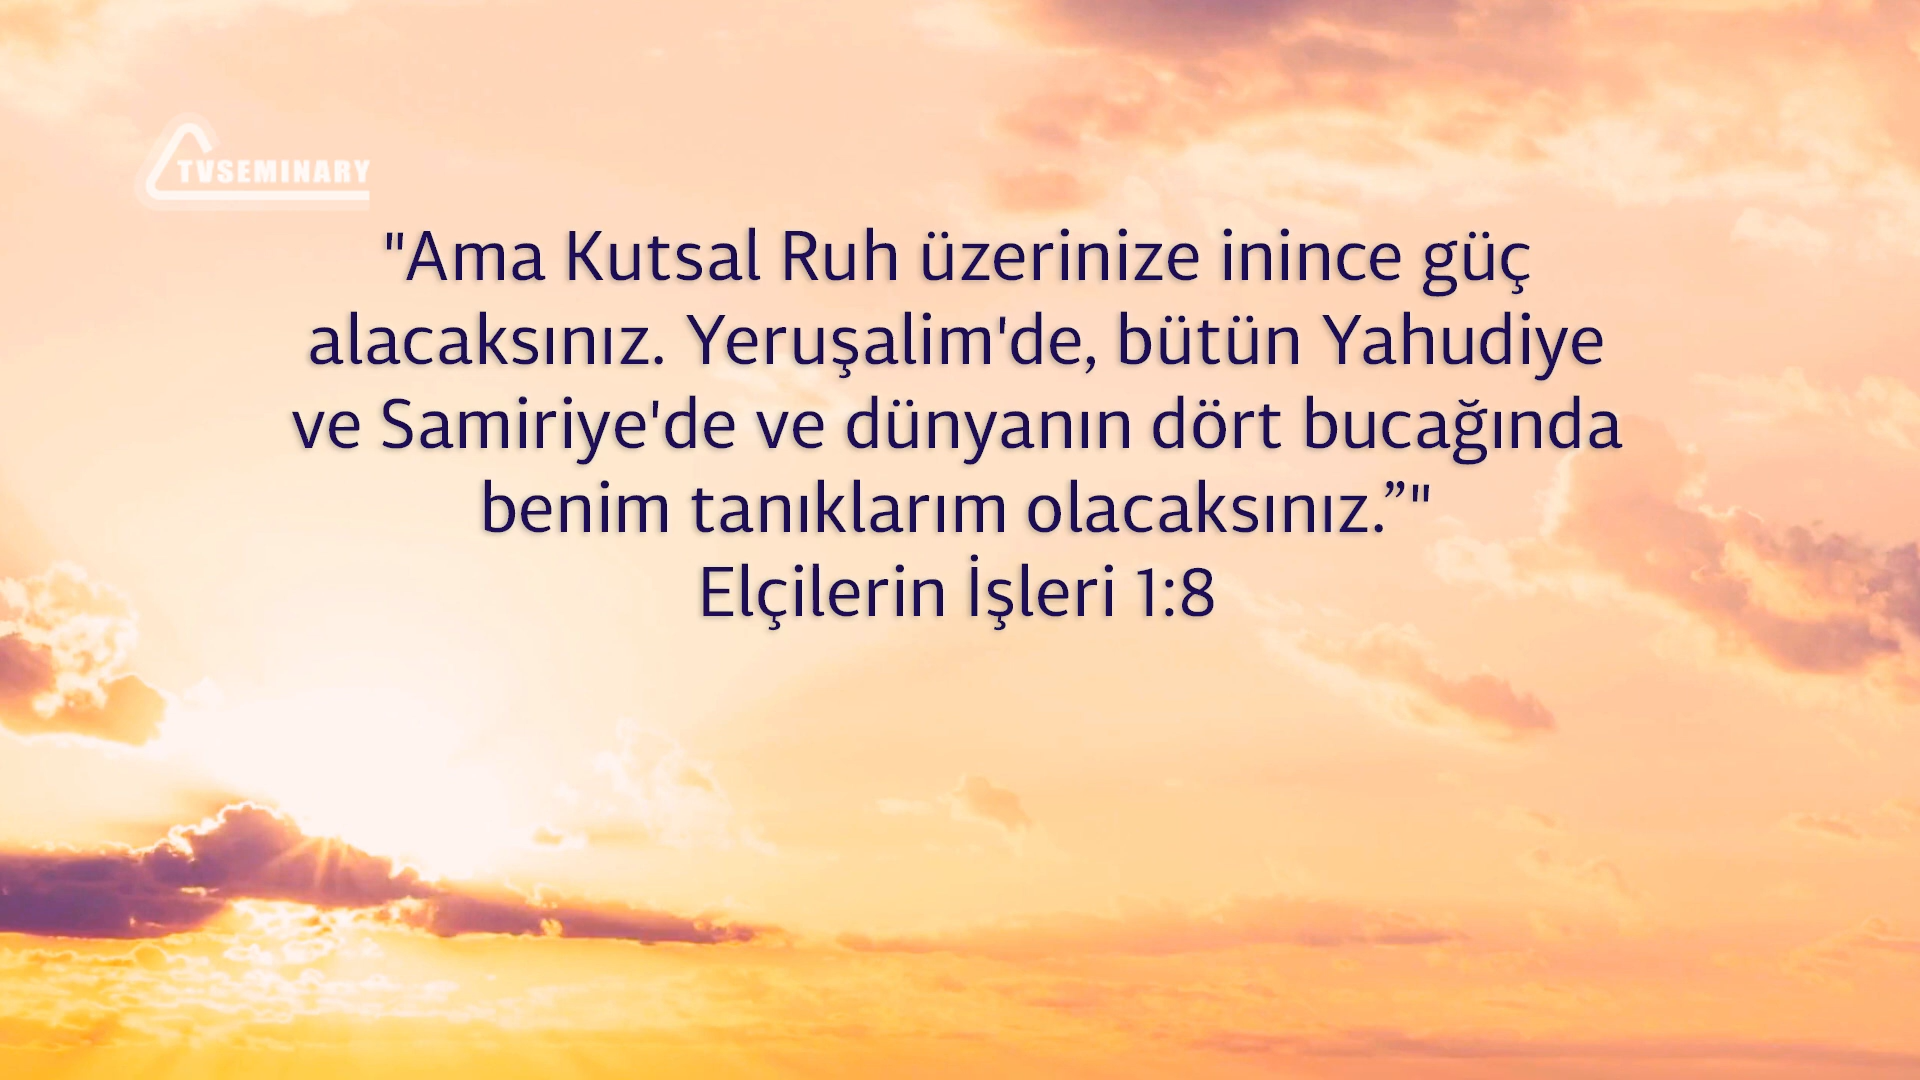 TVSEMINARY
"Ama Kutsal Ruh üzerinize inince güç
alacaksınız. Yeruşalim'de, bütün Yahudiye
ve Samiriye'de ve dünyanın dört bucağında
benim tanıklarım olacaksınız.”"
Elçilerin İşleri 1:8